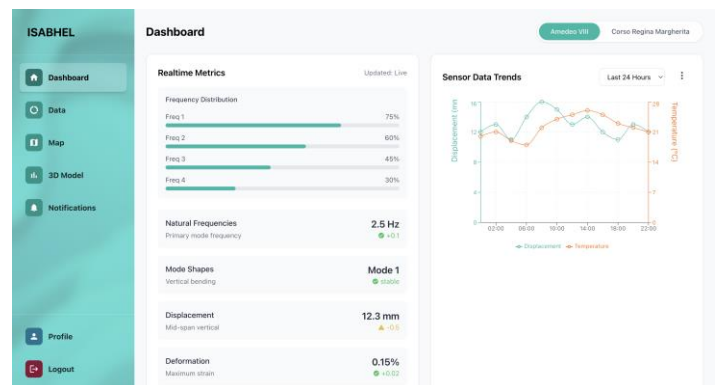 ISABHEL
Dashboard
Data
Map
3D Model
Notifications
Profile
Logout
Dashboard
Amedeo VIII
Corso Regina Margherita
Realtime Metrics
Updated: Live
Frequency Distribution
Freq 1 75%
Freq 2 60%
Freq 3 45%
Freq 4 30%
Natural Frequencies 2.5 Hz
Primary mode frequency +0.1
Mode Shapes Mode 1
Vertical bending stable
Displacement 12.3 mm
Mid-span vertical -0.5
Deformation 0.15%
Maximum strain +0.02
Sensor Data Trends
Last 24 Hours
Displacement (mm
16
12
8
4
0
28
21
14
7
0
Temperature (°C)
02:00 06:00 10:00 14:00 18:00 22:00
Displacement Temperature